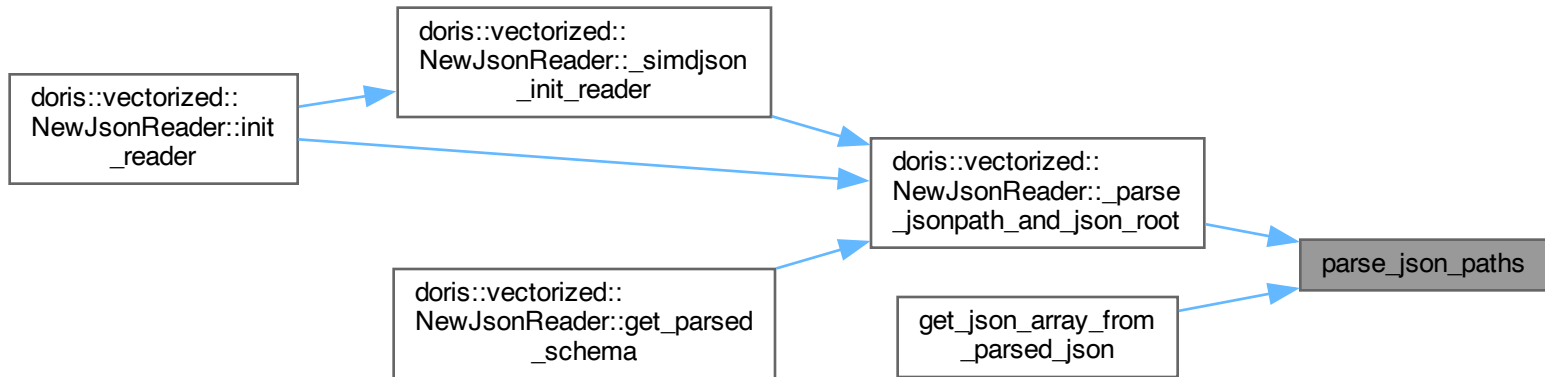 doris::vectorized::
NewJsonReader::init
_reader
doris::vectorized::
NewJsonReader::_simdjson
_init_reader
doris::vectorized::
NewJsonReader::get_parsed
_schema
doris::vectorized::
NewJsonReader::_parse
_jsonpath_and_json_root
get_json_array_from
_parsed_json
parse_json_paths